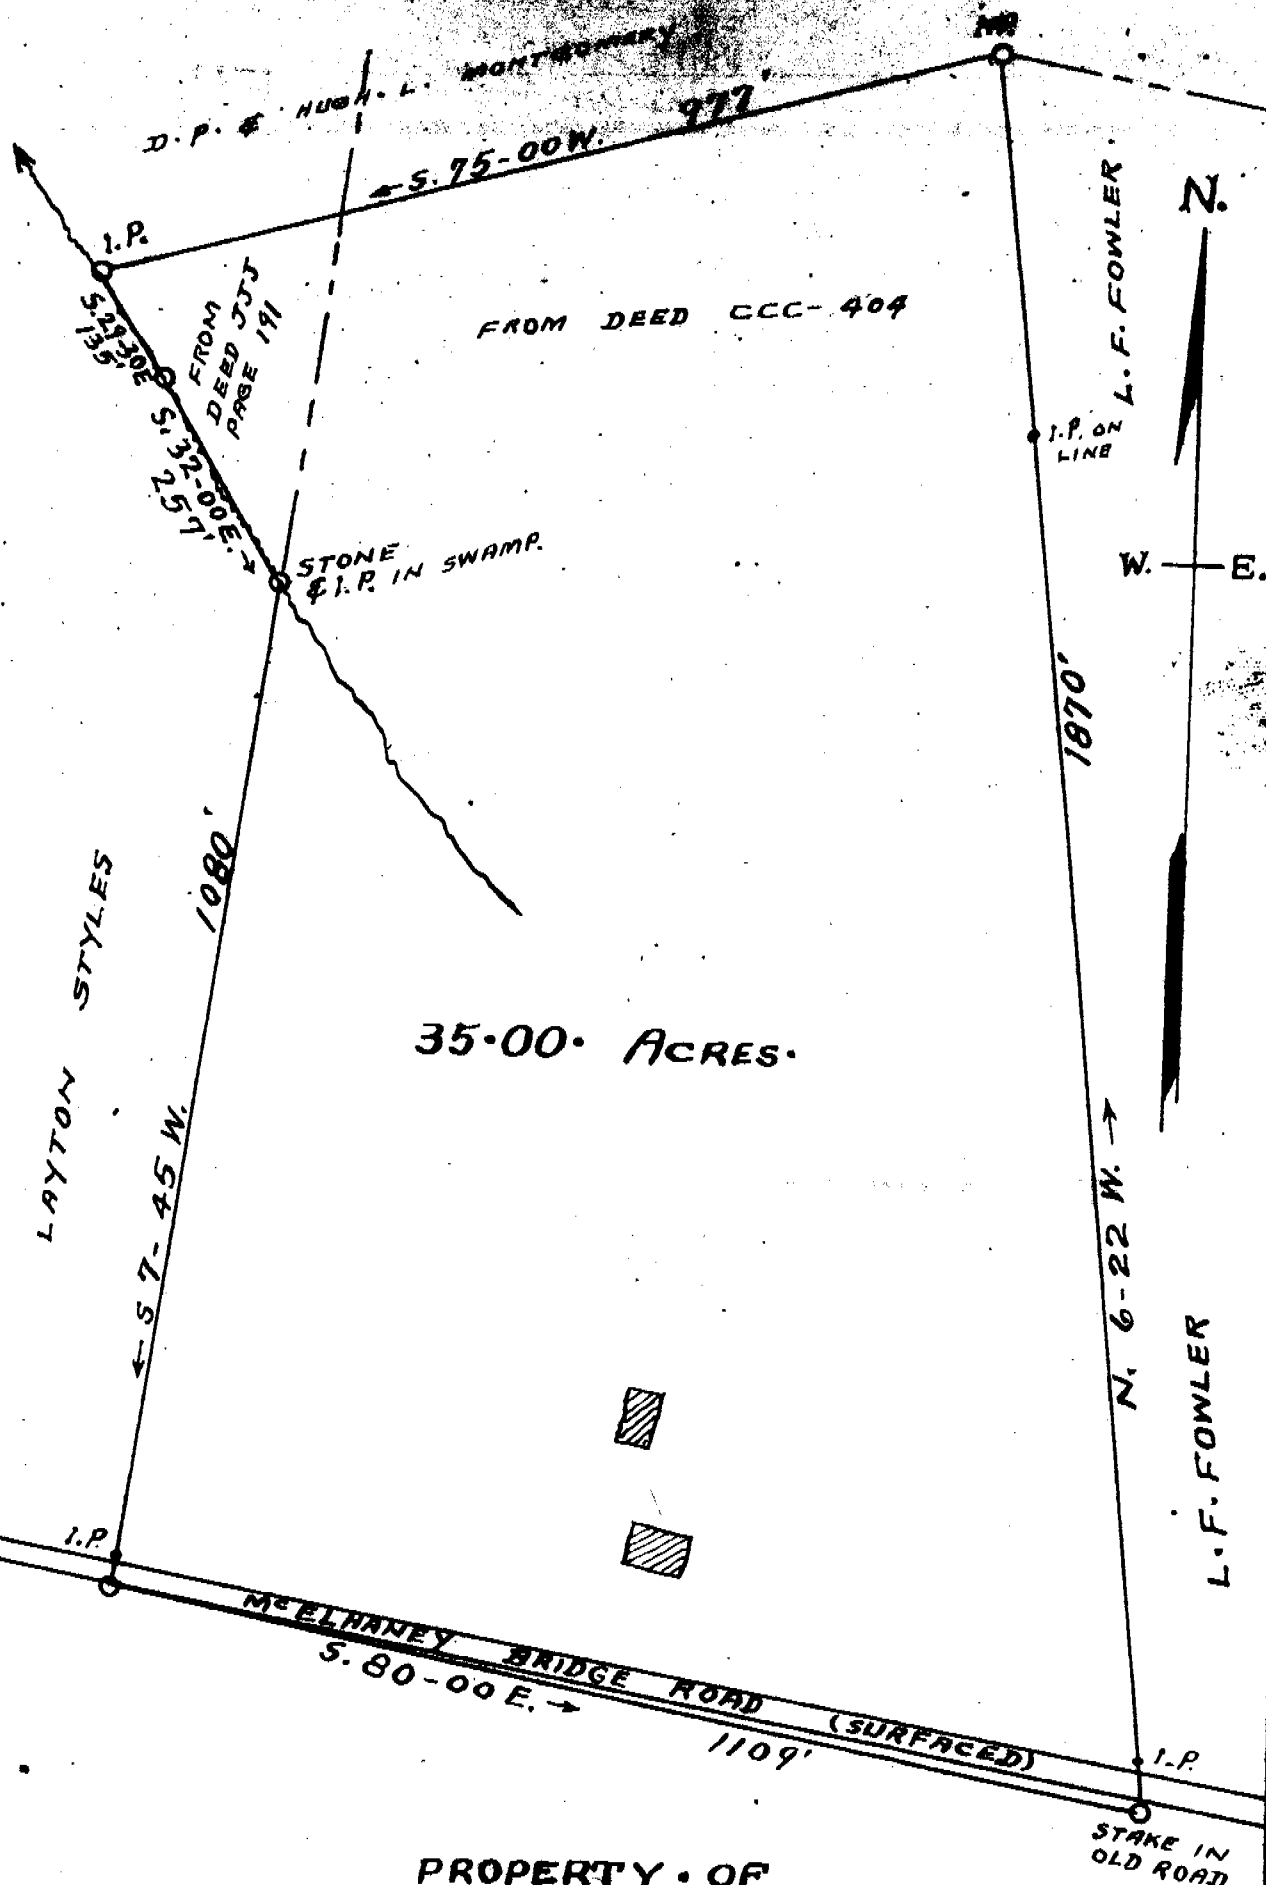 D. P. & HUGH. L. MONTGOMERY
S. 75-00 W. 977'
I.P.
N.
L. F. FOWLER.
S. 29-30 E
135'
FROM
DEED JJJ
PAGE 191
FROM DEED CCC- 404
I.P. ON
LINE
S. 32-00 E.
257'
STONE
& I.P. IN SWAMP.
W. E.
1870'
1080'
LAYTON STYLES
35.00. ACRES.
S 7- 45 W.
N. 6-22 W.
L. F. FOWLER
I.P.
McELHANEY BRIDGE ROAD (SURFACED)
S. 80-00 E.
1109'
I.P.
STAKE IN
OLD ROAD
PROPERTY. OF